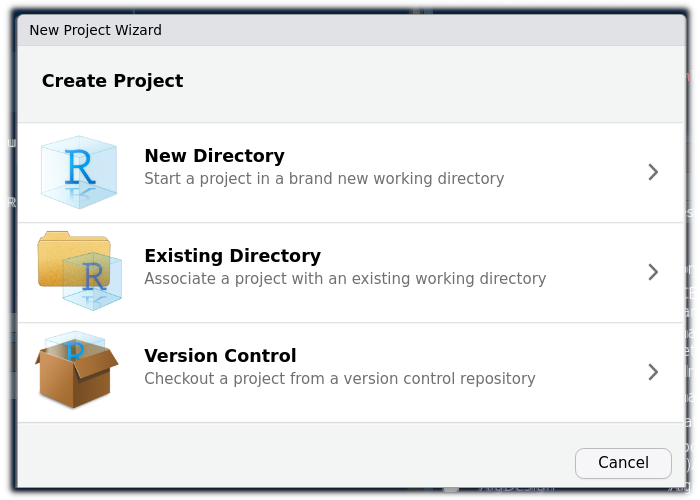 New Project Wizard
Create Project
New Directory
Start a project in a brand new working directory
Existing Directory
Associate a project with an existing working directory
Version Control
Checkout a project from a version control repository
Cancel